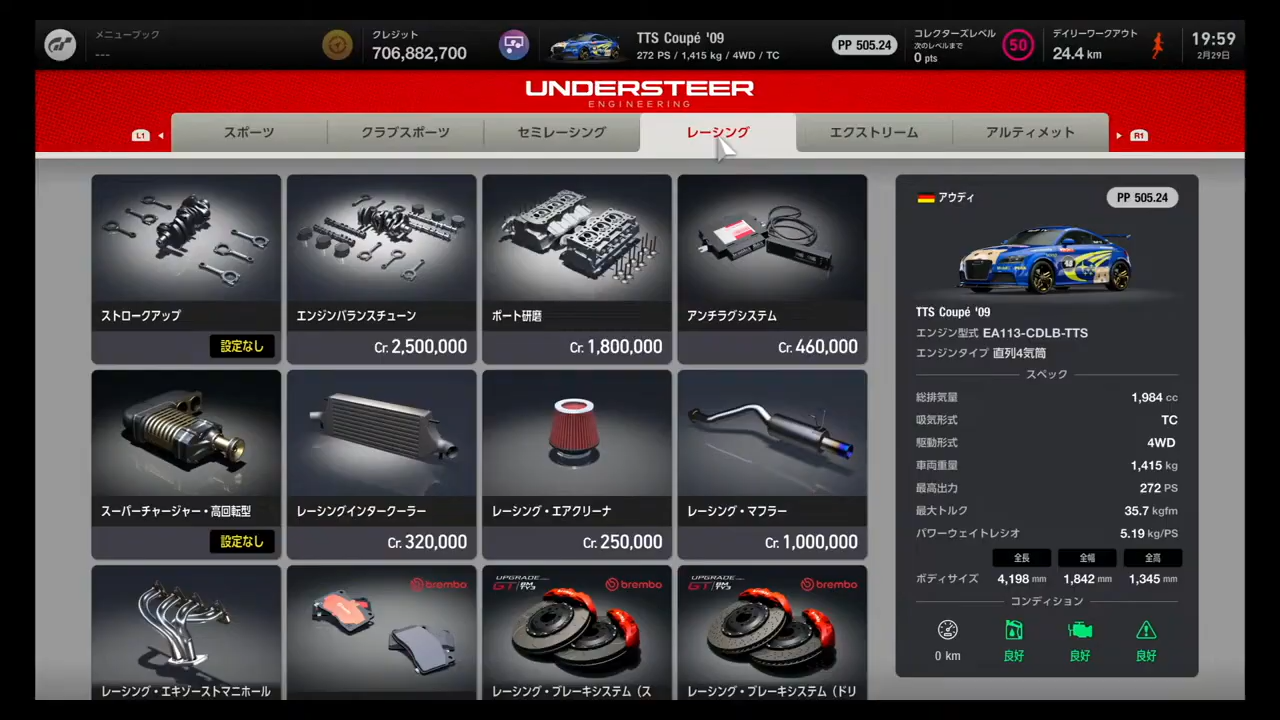 メニューブック
---
クレジット
706,882,700
TTS Coupé '09
272 PS / 1,415 kg / 4WD / TC
PP 505.24
コレクターズレベル
次のレベルまで
0 pts
50
デイリーワークアウト
24.4 km
19:59
2月29日
UNDERSTEER
ENGINEERING
L1
スポーツ
クラブスポーツ
セミレーシング
レーシング
エクストリーム
アルティメット
R1
ストロークアップ
設定なし
エンジンバランスチューン
Cr. 2,500,000
ポート研磨
Cr. 1,800,000
アンチラグシステム
Cr. 460,000
スーパーチャージャー・高回転型
設定なし
レーシングインタークーラー
Cr. 320,000
レーシング・エアクリーナ
Cr. 250,000
レーシング・マフラー
Cr. 1,000,000
レーシング・エキゾーストマニホール
brembo
UPGRADE
GT BM
brembo
レーシング・ブレーキシステム（ス
UPGRADE
GT BM
brembo
レーシング・ブレーキシステム（ドリ
アウディ
PP 505.24
TTS Coupé '09
エンジン型式 EA113-CDLB-TTS
エンジンタイプ 直列4気筒
スペック
総排気量 1,984 cc
吸気形式 TC
駆動形式 4WD
車両重量 1,415 kg
最高出力 272 PS
最大トルク 35.7 kgfm
パワーウェイトレシオ 5.19 kg/PS
全長 全幅 全高
ボディサイズ 4,198 mm 1,842 mm 1,345 mm
コンディション
0 km 良好 良好 良好